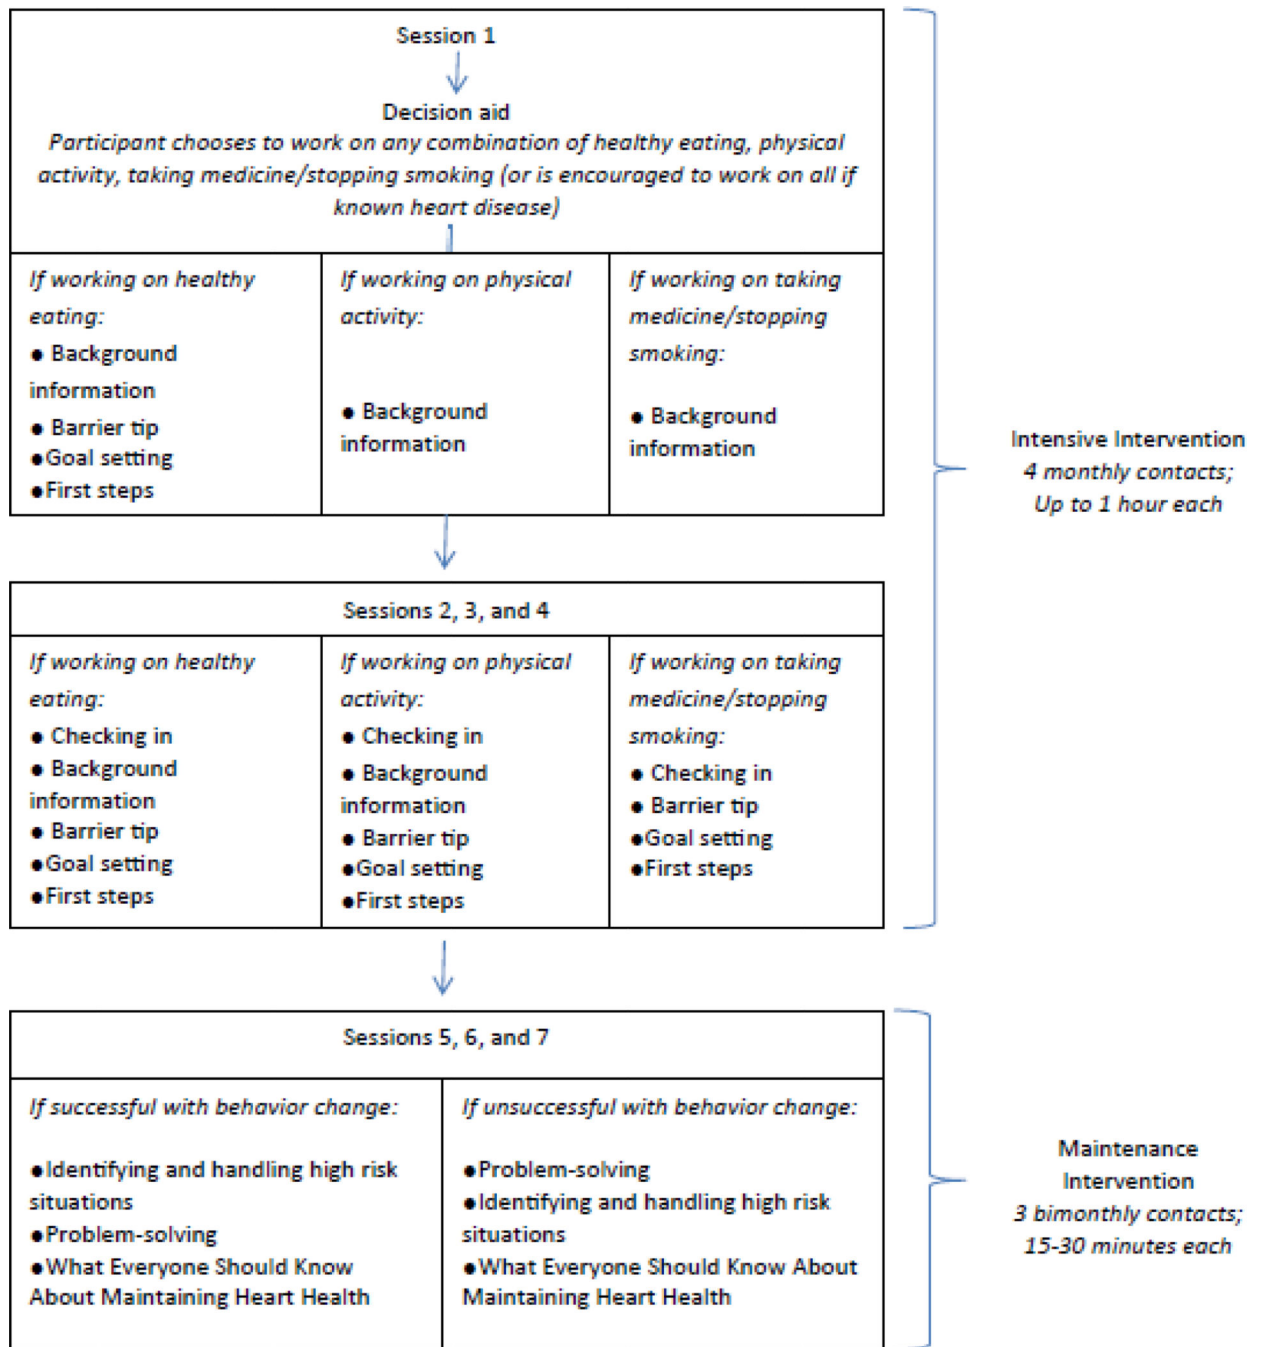 Session 1
Decision aid
Participant chooses to work on any combination of healthy eating, physical
activity, taking medicine/stopping smoking (or is encouraged to work on all if
known heart disease)
If working on healthy
eating:
● Background
information
● Barrier tip
●Goal setting
●First steps
If working on physical
activity:
● Background
information
If working on taking
medicine/stopping
smoking:
● Background
information
Intensive Intervention
4 monthly contacts;
Up to 1 hour each
Sessions 2, 3, and 4
If working on healthy
eating:
● Checking in
● Background
information
● Barrier tip
●Goal setting
●First steps
If working on physical
activity:
● Checking in
● Background
information
● Barrier tip
●Goal setting
●First steps
If working on taking
medicine/stopping
smoking:
● Checking in
● Barrier tip
●Goal setting
●First steps
Sessions 5, 6, and 7
If successful with behavior change:
●Identifying and handling high risk
situations
●Problem-solving
●What Everyone Should Know
About Maintaining Heart Health
If unsuccessful with behavior change:
●Problem-solving
●Identifying and handling high risk
situations
●What Everyone Should Know About
Maintaining Heart Health
Maintenance
Intervention
3 bimonthly contacts;
15-30 minutes each